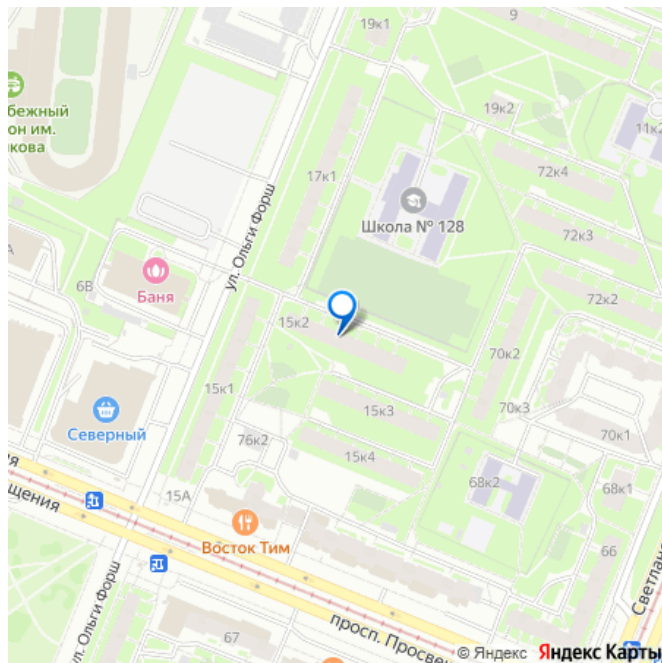 19к1
9
бежный
он им.
кова
19к2
11к2
72к4
17к1
Школа № 128
ул. Ольги Форш
72к3
6В
Баня
72к2
15к2
70к2
15к1
15к3
70к3
Северный
76к2
70к1
15к4
68к2
68к1
15А
щения
Восток Тим
66
Светлан
ул. Ольги Форш
67
просп. Просве
© Яндекс Яндекс Карты